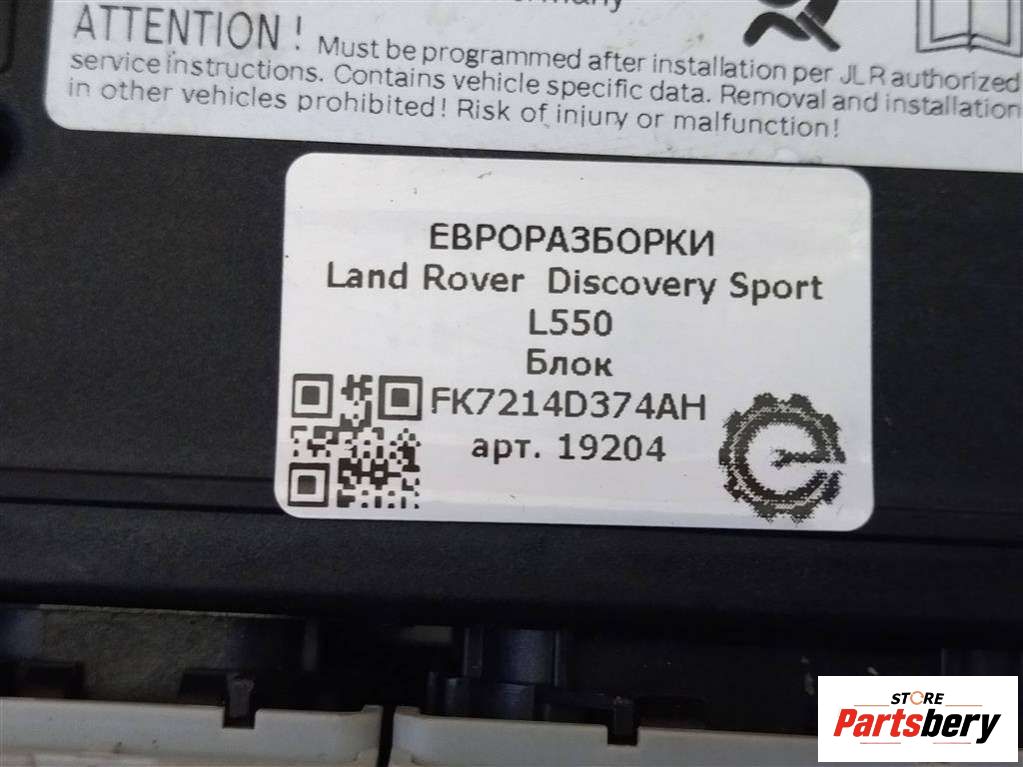 ATTENTION! Must be programmed after installation per JLR authorized
service instructions. Contains vehicle specific data. Removal and installation
in other vehicles prohibited! Risk of injury or malfunction!
ЕВРОРАЗБОРКИ
Land Rover Discovery Sport
L550
Блок
FK7214D374AH
арт. 19204
STORE
Partsbery